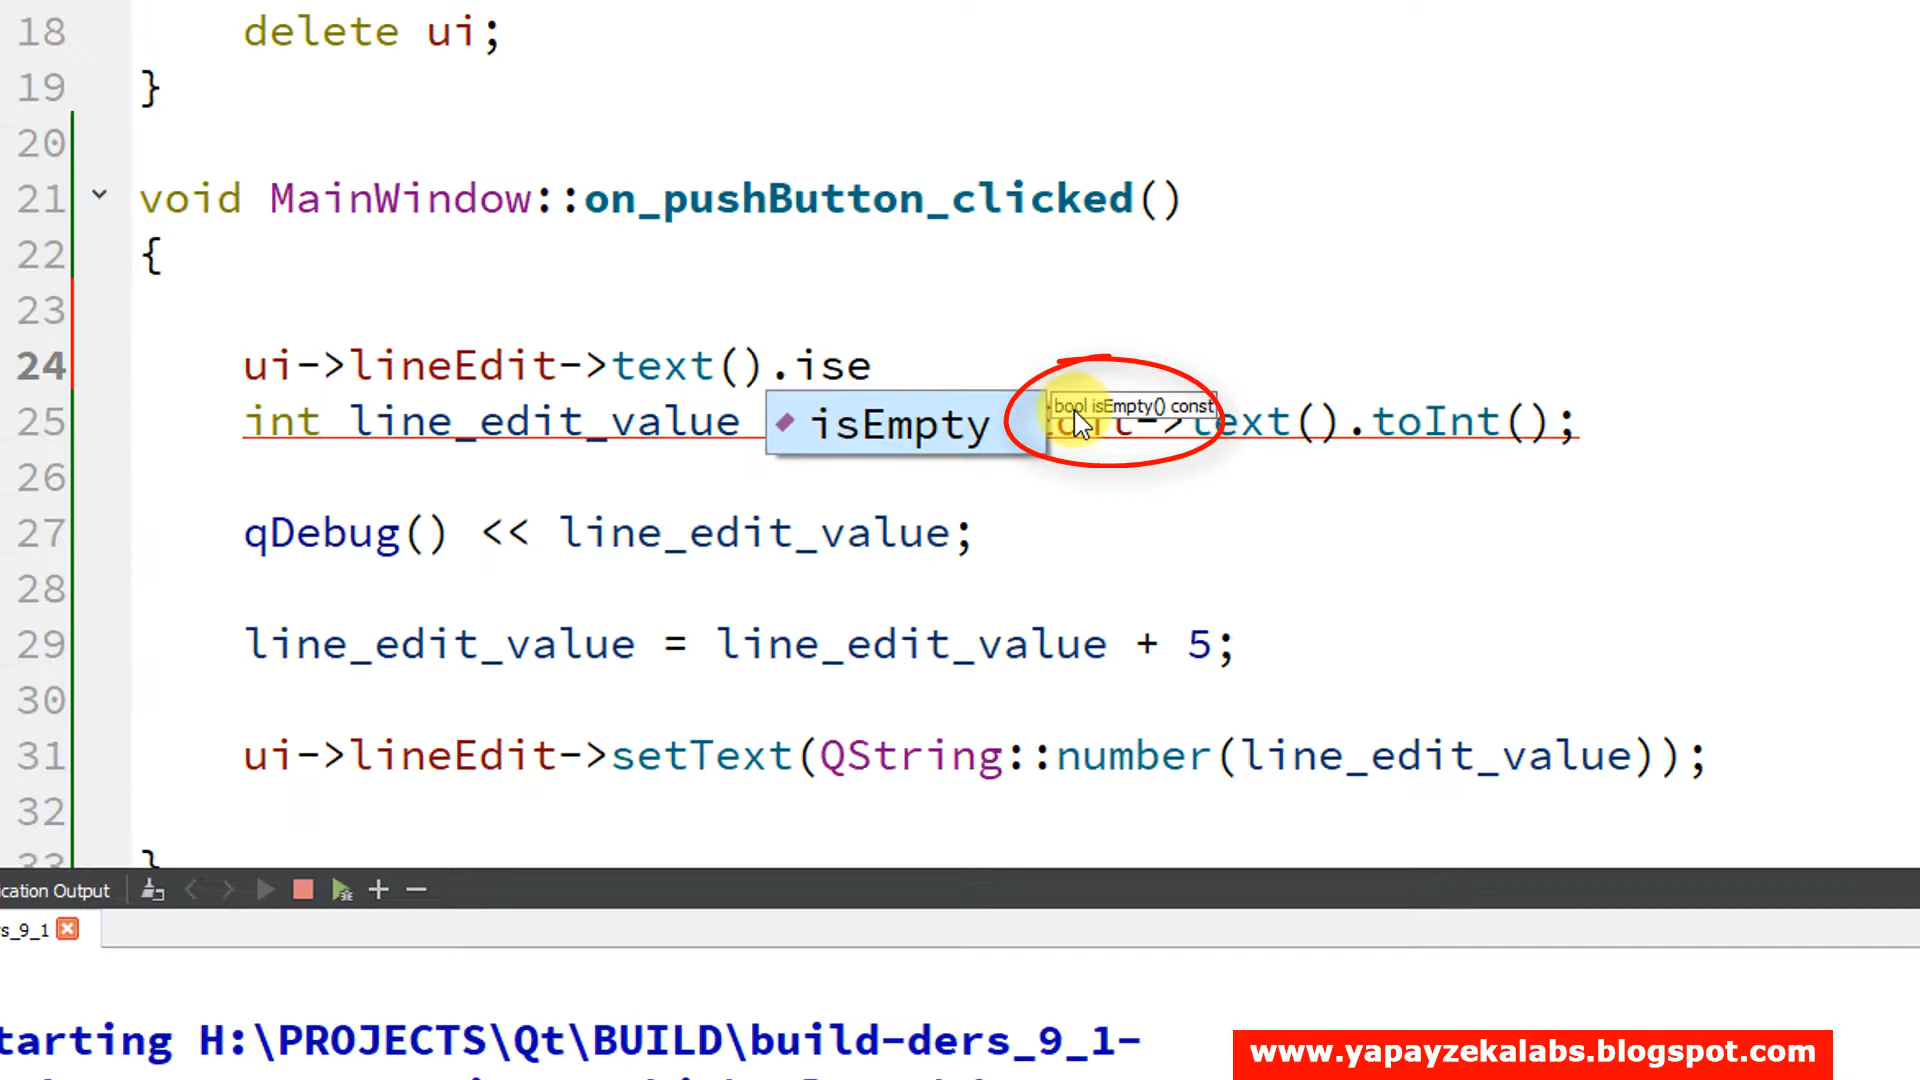 18 delete ui;
19 }
20
21 void MainWindow::on_pushButton_clicked()
22 {
23
24 ui->lineEdit->text().ise
isEmpty bool isEmpty() const
25 int line_edit_value ->text().toInt();
26
27 qDebug() << line_edit_value;
28
29 line_edit_value = line_edit_value + 5;
30
31 ui->lineEdit->setText(QString::number(line_edit_value));
32
33 }
cation Output
s_9_1
tarting H:\PROJECTS\Qt\BUILD\build-ders_9_1-
www.yapayzekalabs.blogspot.com